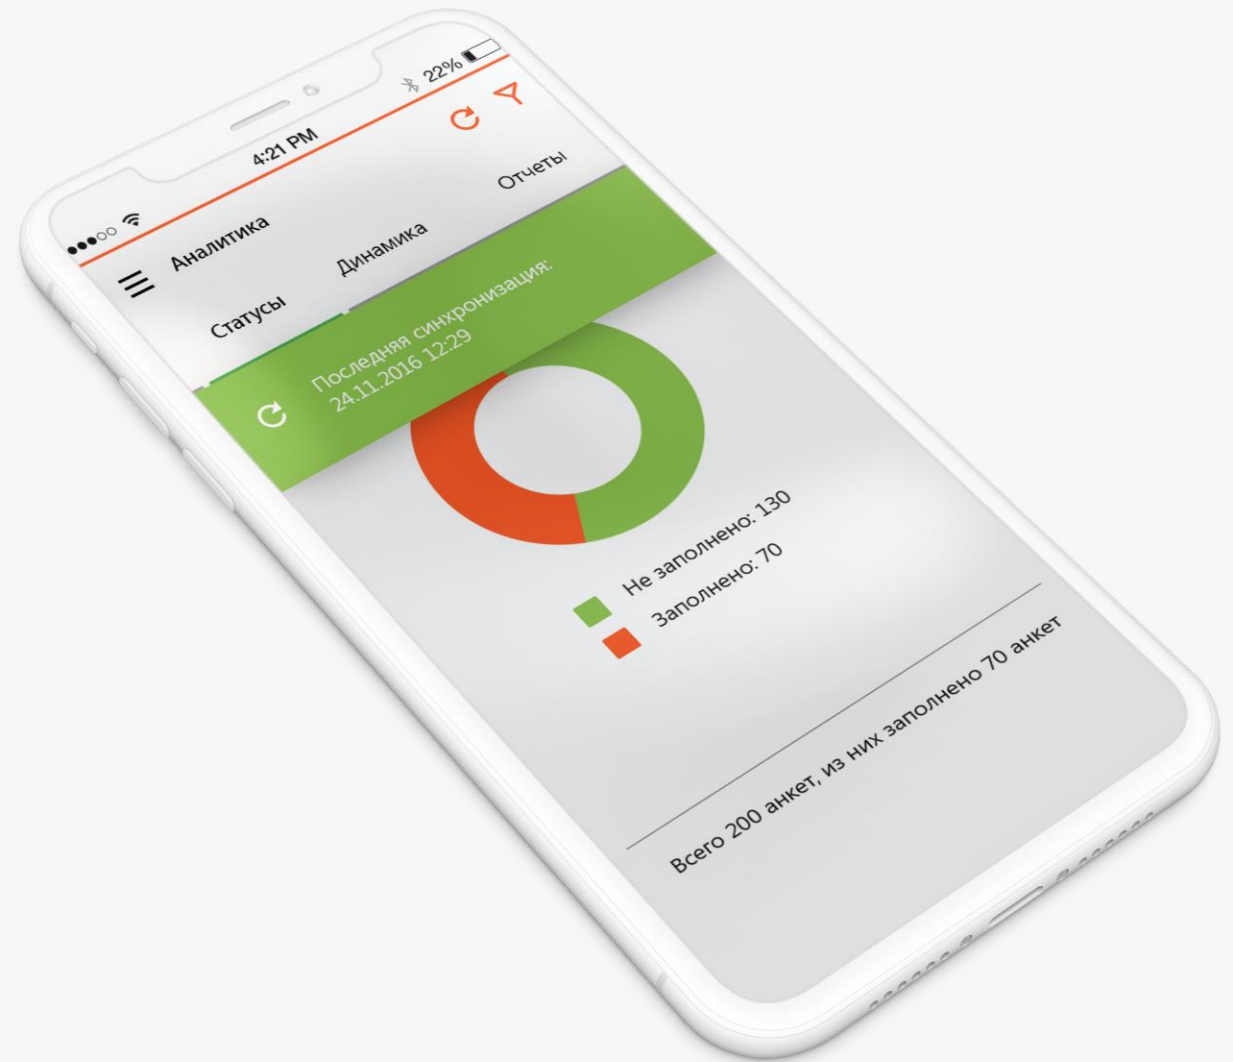 4:21 PM
22%
Аналитика
Статусы
Динамика
Отчеты
Последняя синхронизация:
24.11.2016 12:29
Не заполнено: 130
Заполнено: 70
Всего 200 анкет, из них заполнено 70 анкет